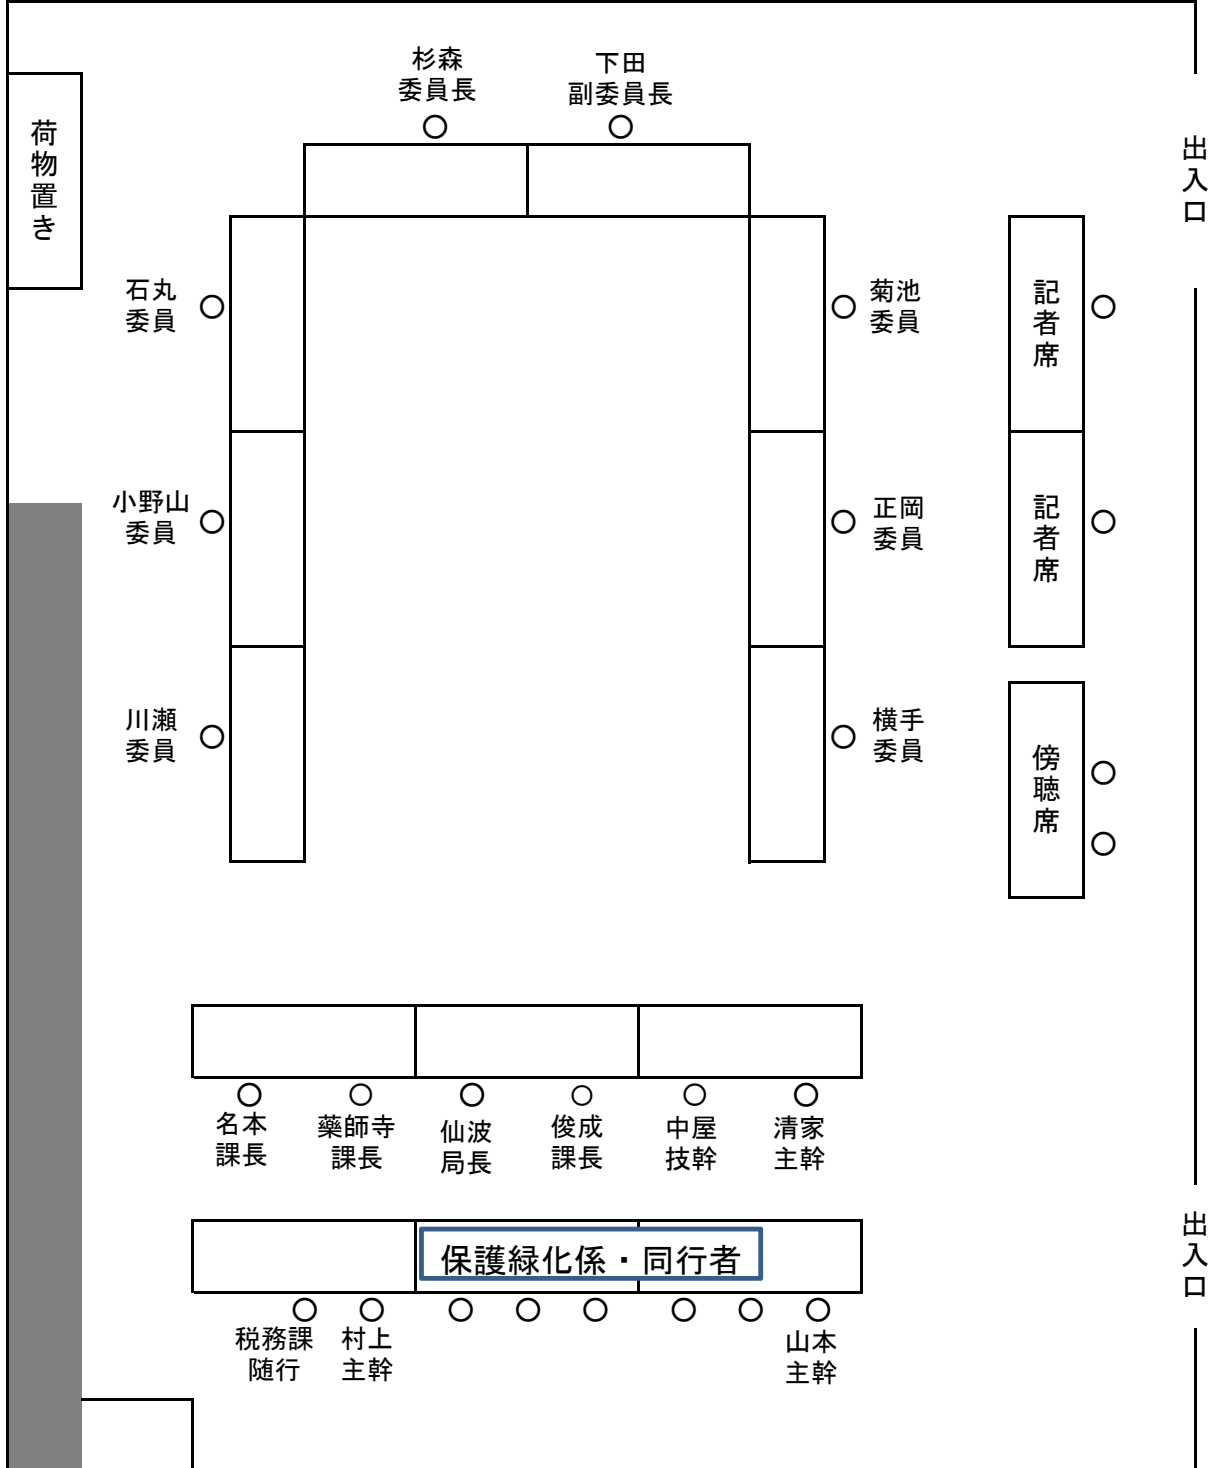 杉森
委員長
下田
副委員長
荷物置き
出入口
石丸
委員
菊池
委員
記者席
小野山
委員
正岡
委員
記者席
川瀬
委員
横手
委員
傍聴席
名本
課長
藥師寺
課長
仙波
局長
俊成
課長
中屋
技幹
清家
主幹
保護緑化係・同行者
出入口
税務課
随行
村上
主幹
山本
主幹